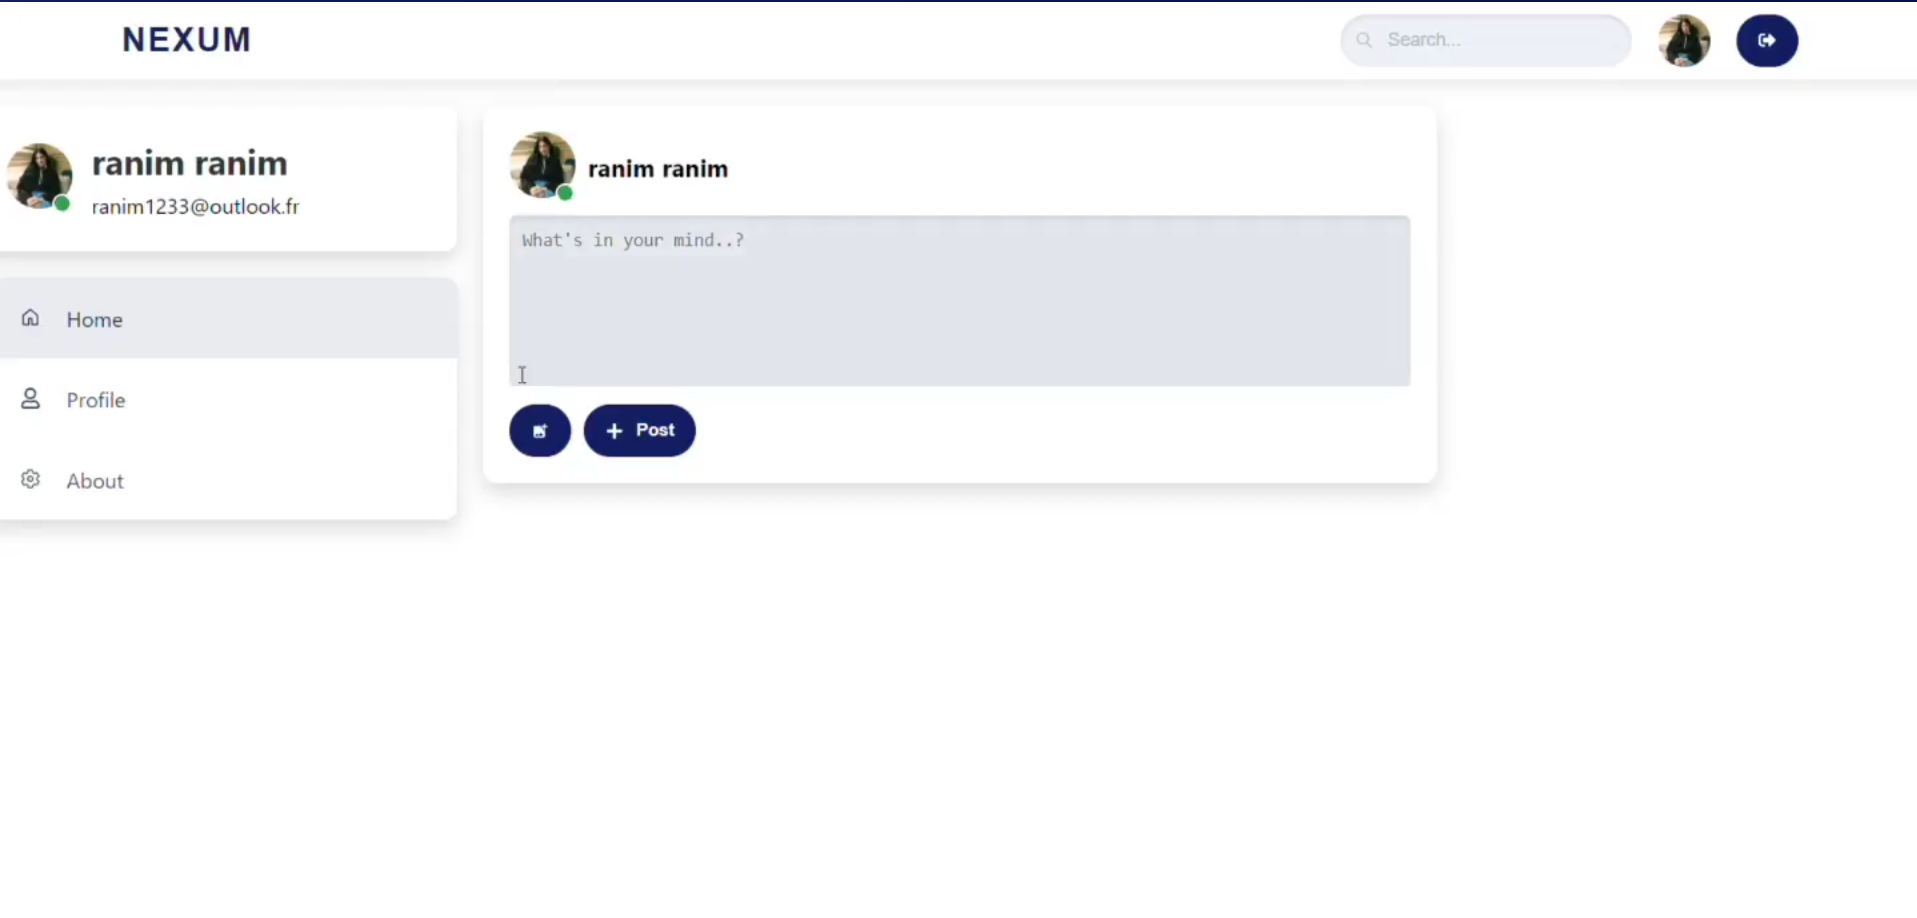 NEXUM
Search...
ranim ranim
ranim1233@outlook.fr
Home
Profile
About
ranim ranim
What's in your mind..?
Post